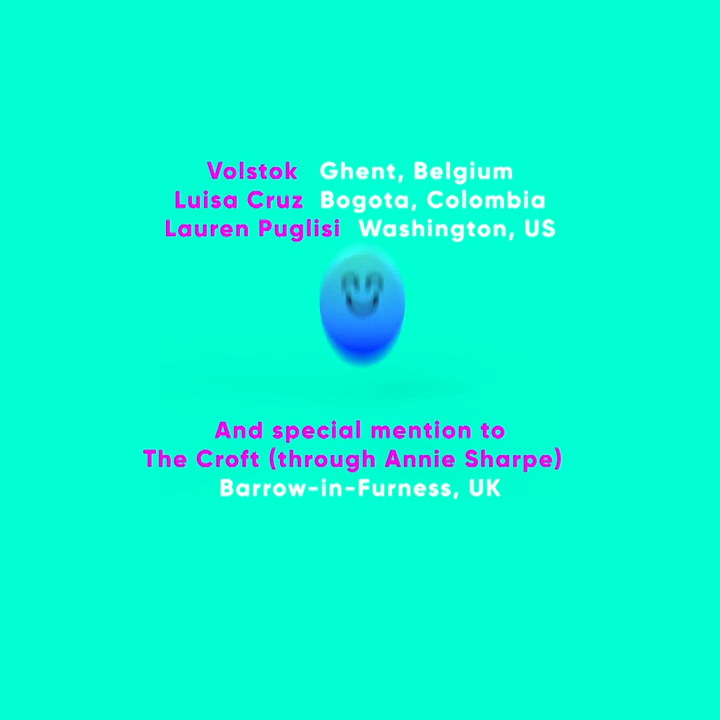 Volstok Ghent, Belgium
Luisa Cruz Bogota, Colombia
Lauren Puglisi Washington, US
And special mention to
The Croft (through Annie Sharpe)
Barrow-in-Furness, UK